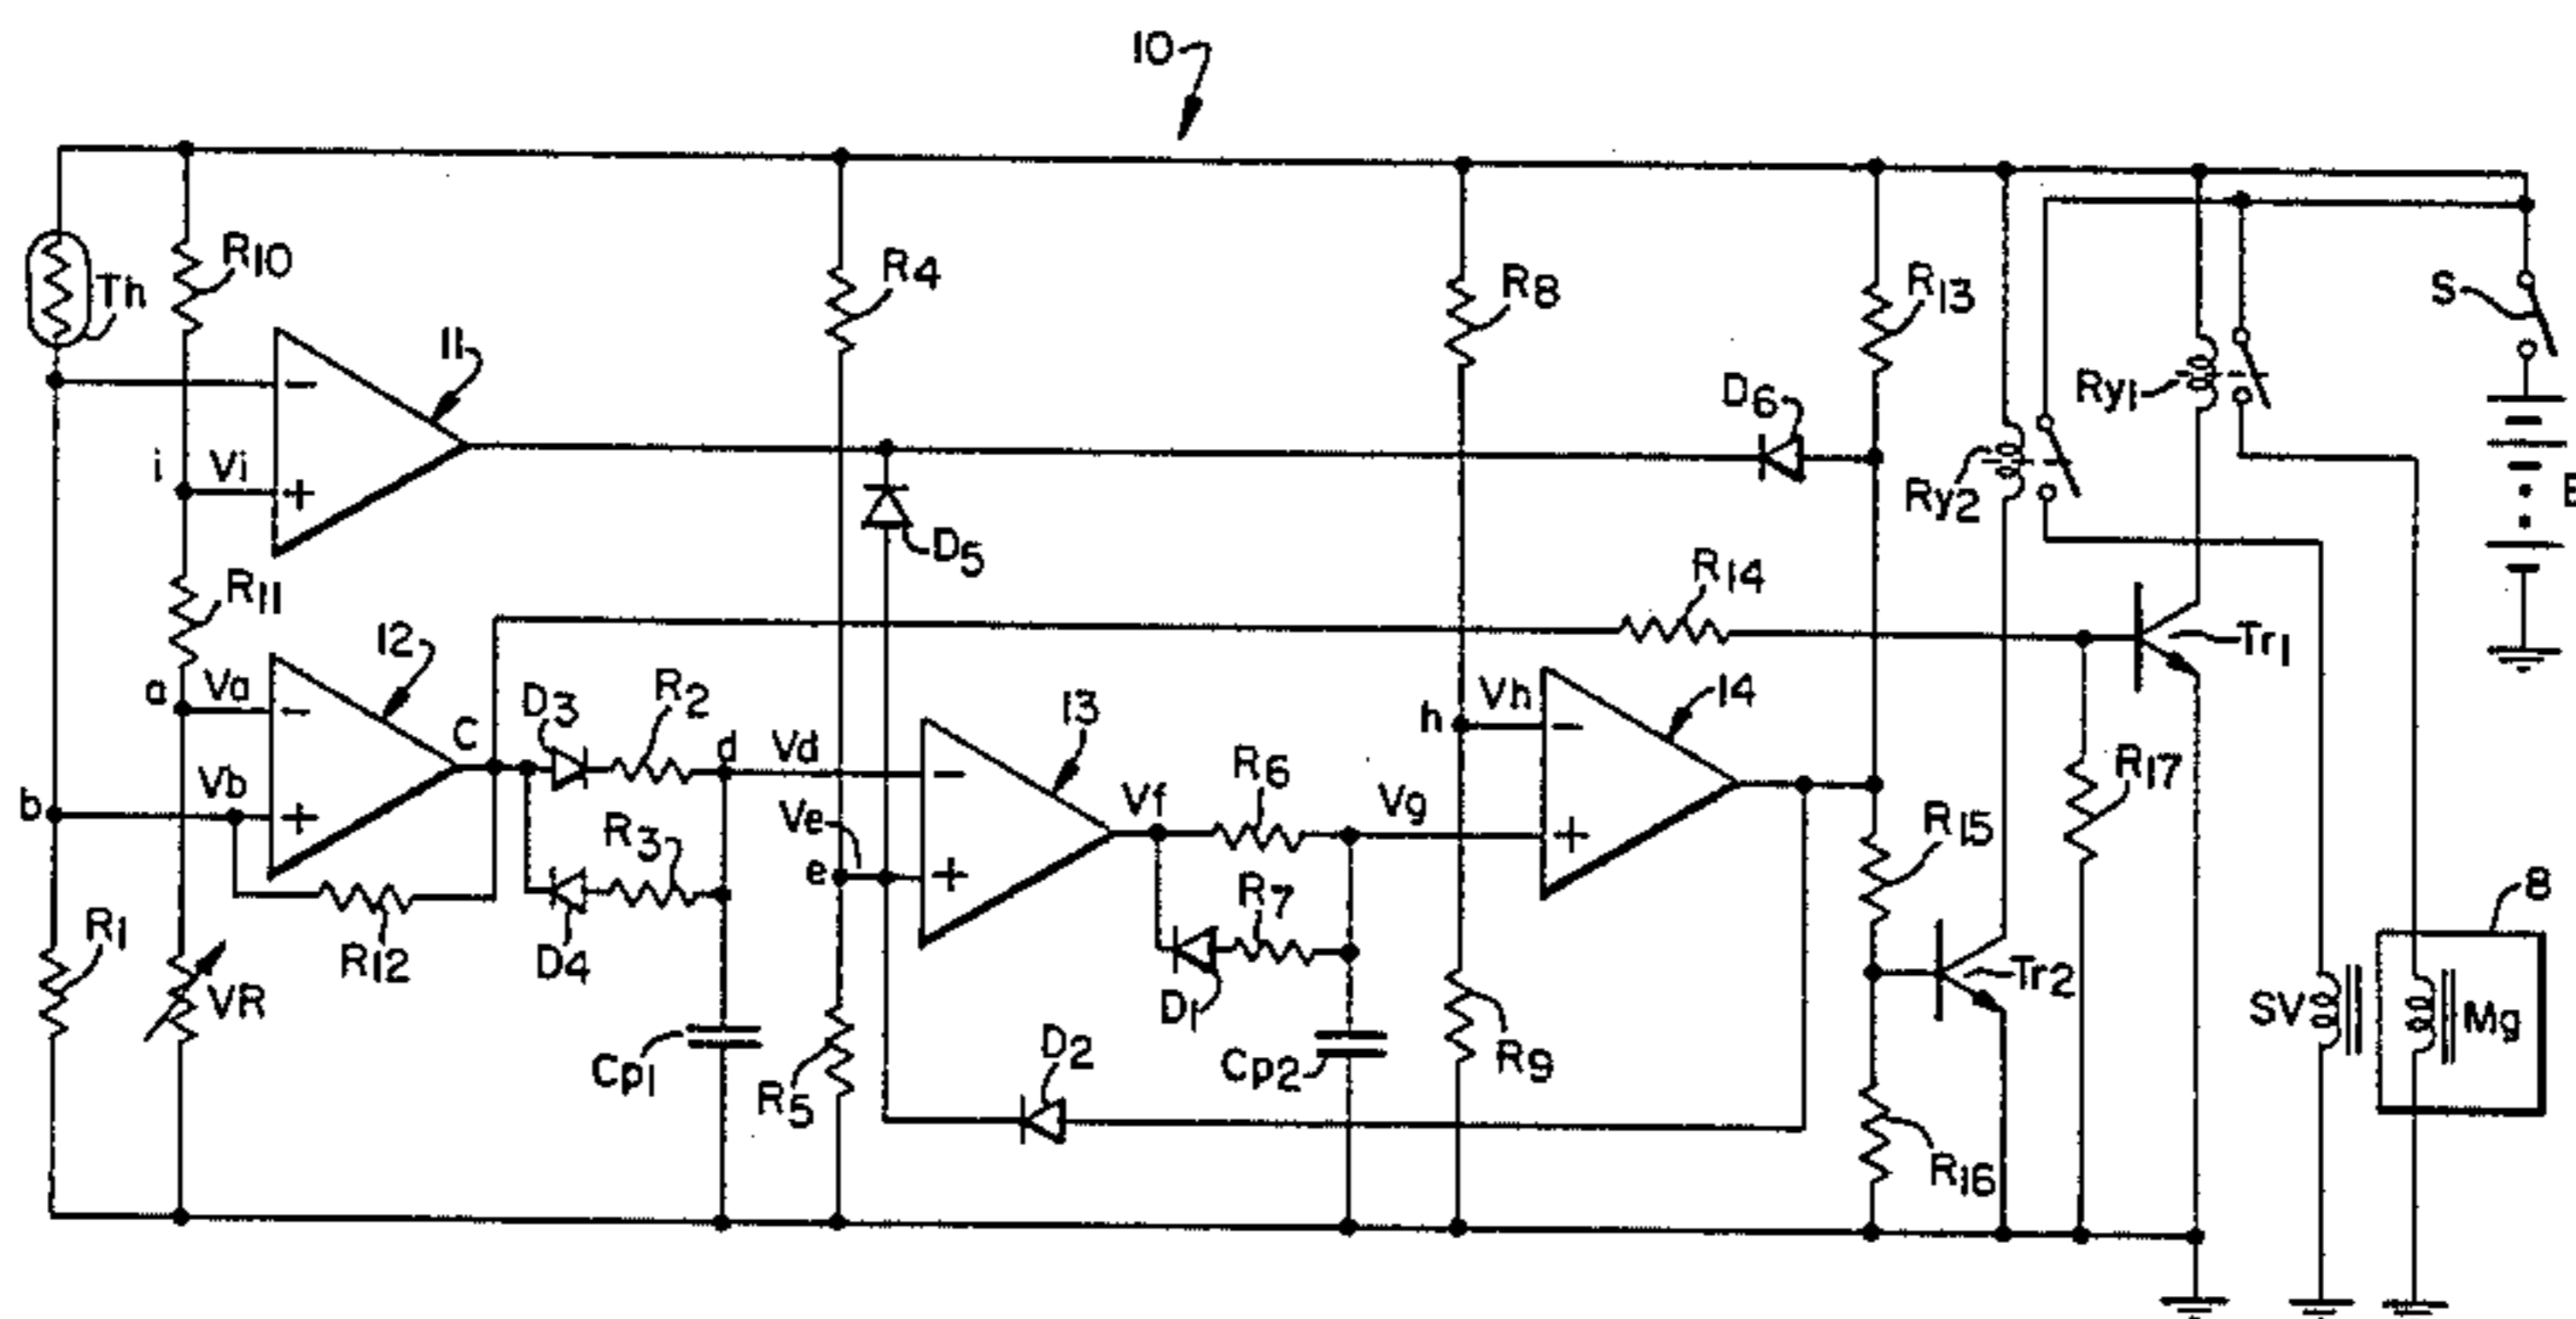 10
Th
R10
R4
R8
R13
S
11
D6
Ry1
i
Vi
Ry2
D5
R11
R14
12
Tr1
a
Va
D3
R2
13
h
Vh
14
C
d
Vd
b
Vb
R3
Ve
e
Vf
R6
Vg
R15
R17
R1
R12
D4
R7
8
VR
D1
Tr2
SV
Mg
Cp1
R5
D2
Cp2
R9
R16
- + - + - + - +